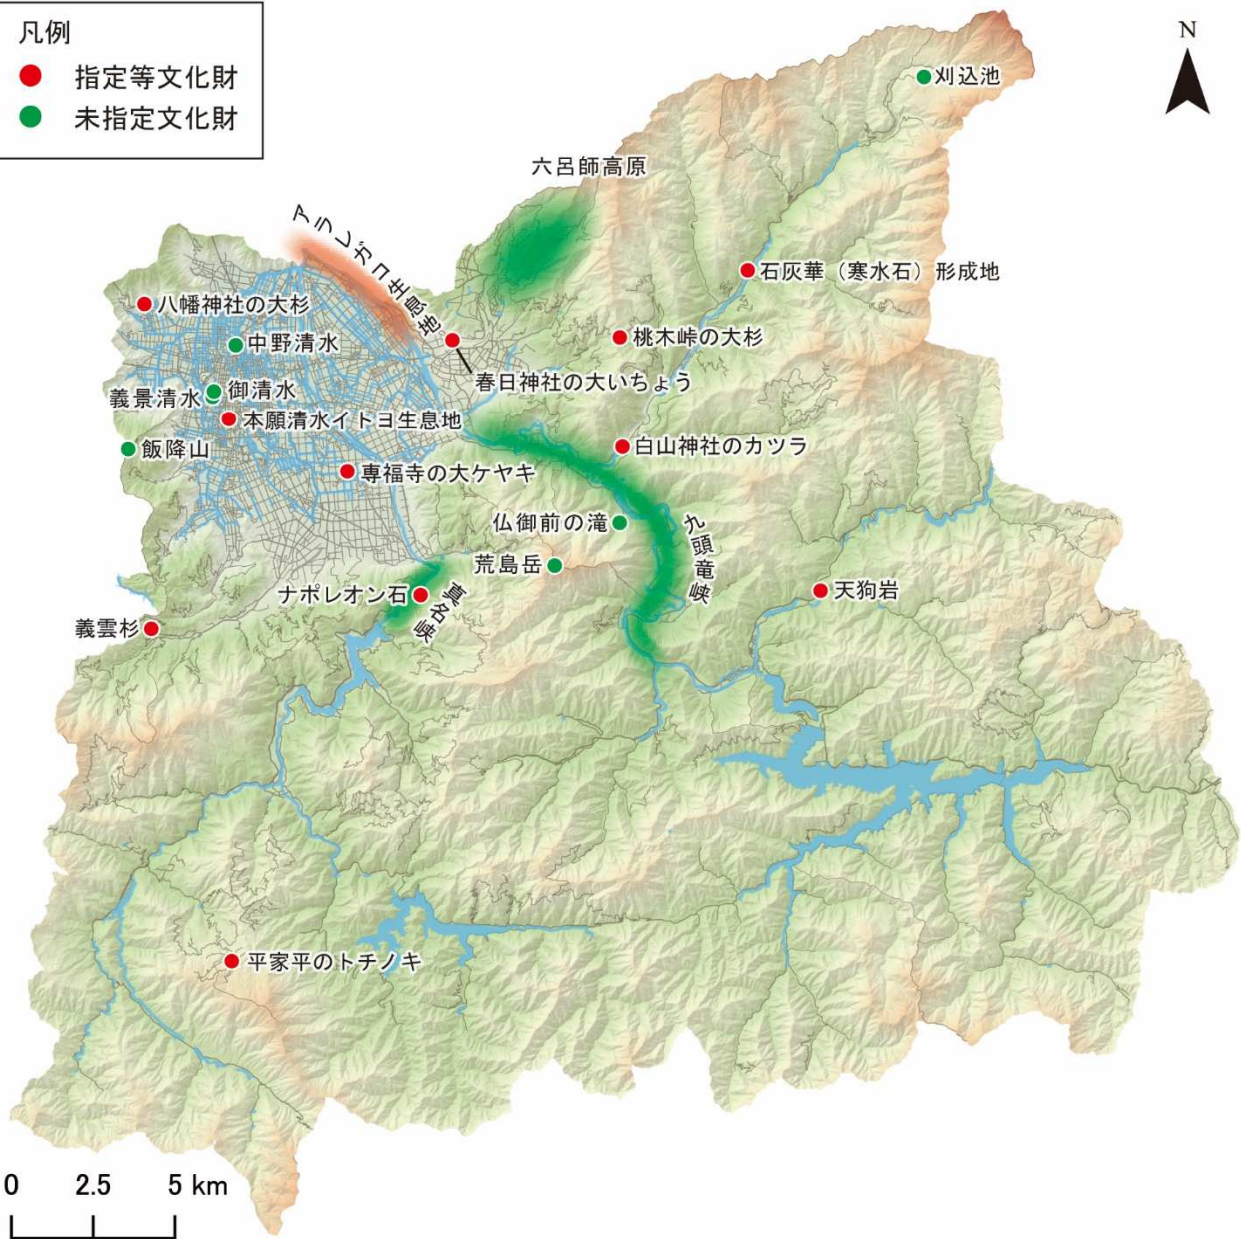 凡例
指定等文化財
未指定文化財
N
刈込池
六呂師高原
アラレガコ生息地
石灰華（寒水石）形成地
八幡神社の大杉
桃木峠の大杉
中野清水
春日神社の大いちょう
御清水
義景清水
本願清水イトヨ生息地
飯降山
白山神社のカツラ
専福寺の大ケヤキ
仏御前の滝
九頭竜峡
荒島岳
ナポレオン石
真名峡
天狗岩
義雲杉
平家平のトチノキ
0 2.5 5 km